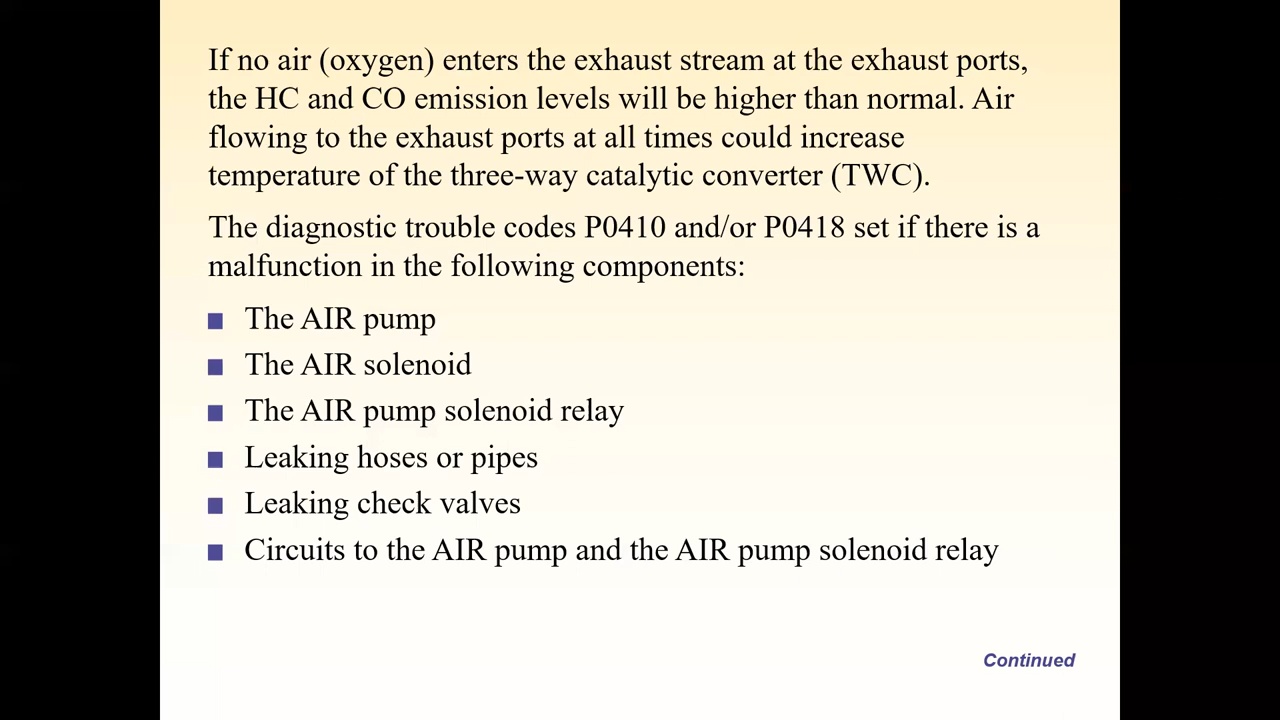 If no air (oxygen) enters the exhaust stream at the exhaust ports,
the HC and CO emission levels will be higher than normal. Air
flowing to the exhaust ports at all times could increase
temperature of the three-way catalytic converter (TWC).
The diagnostic trouble codes P0410 and/or P0418 set if there is a
malfunction in the following components:
■ The AIR pump
■ The AIR solenoid
■ The AIR pump solenoid relay
■ Leaking hoses or pipes
■ Leaking check valves
■ Circuits to the AIR pump and the AIR pump solenoid relay
Continued